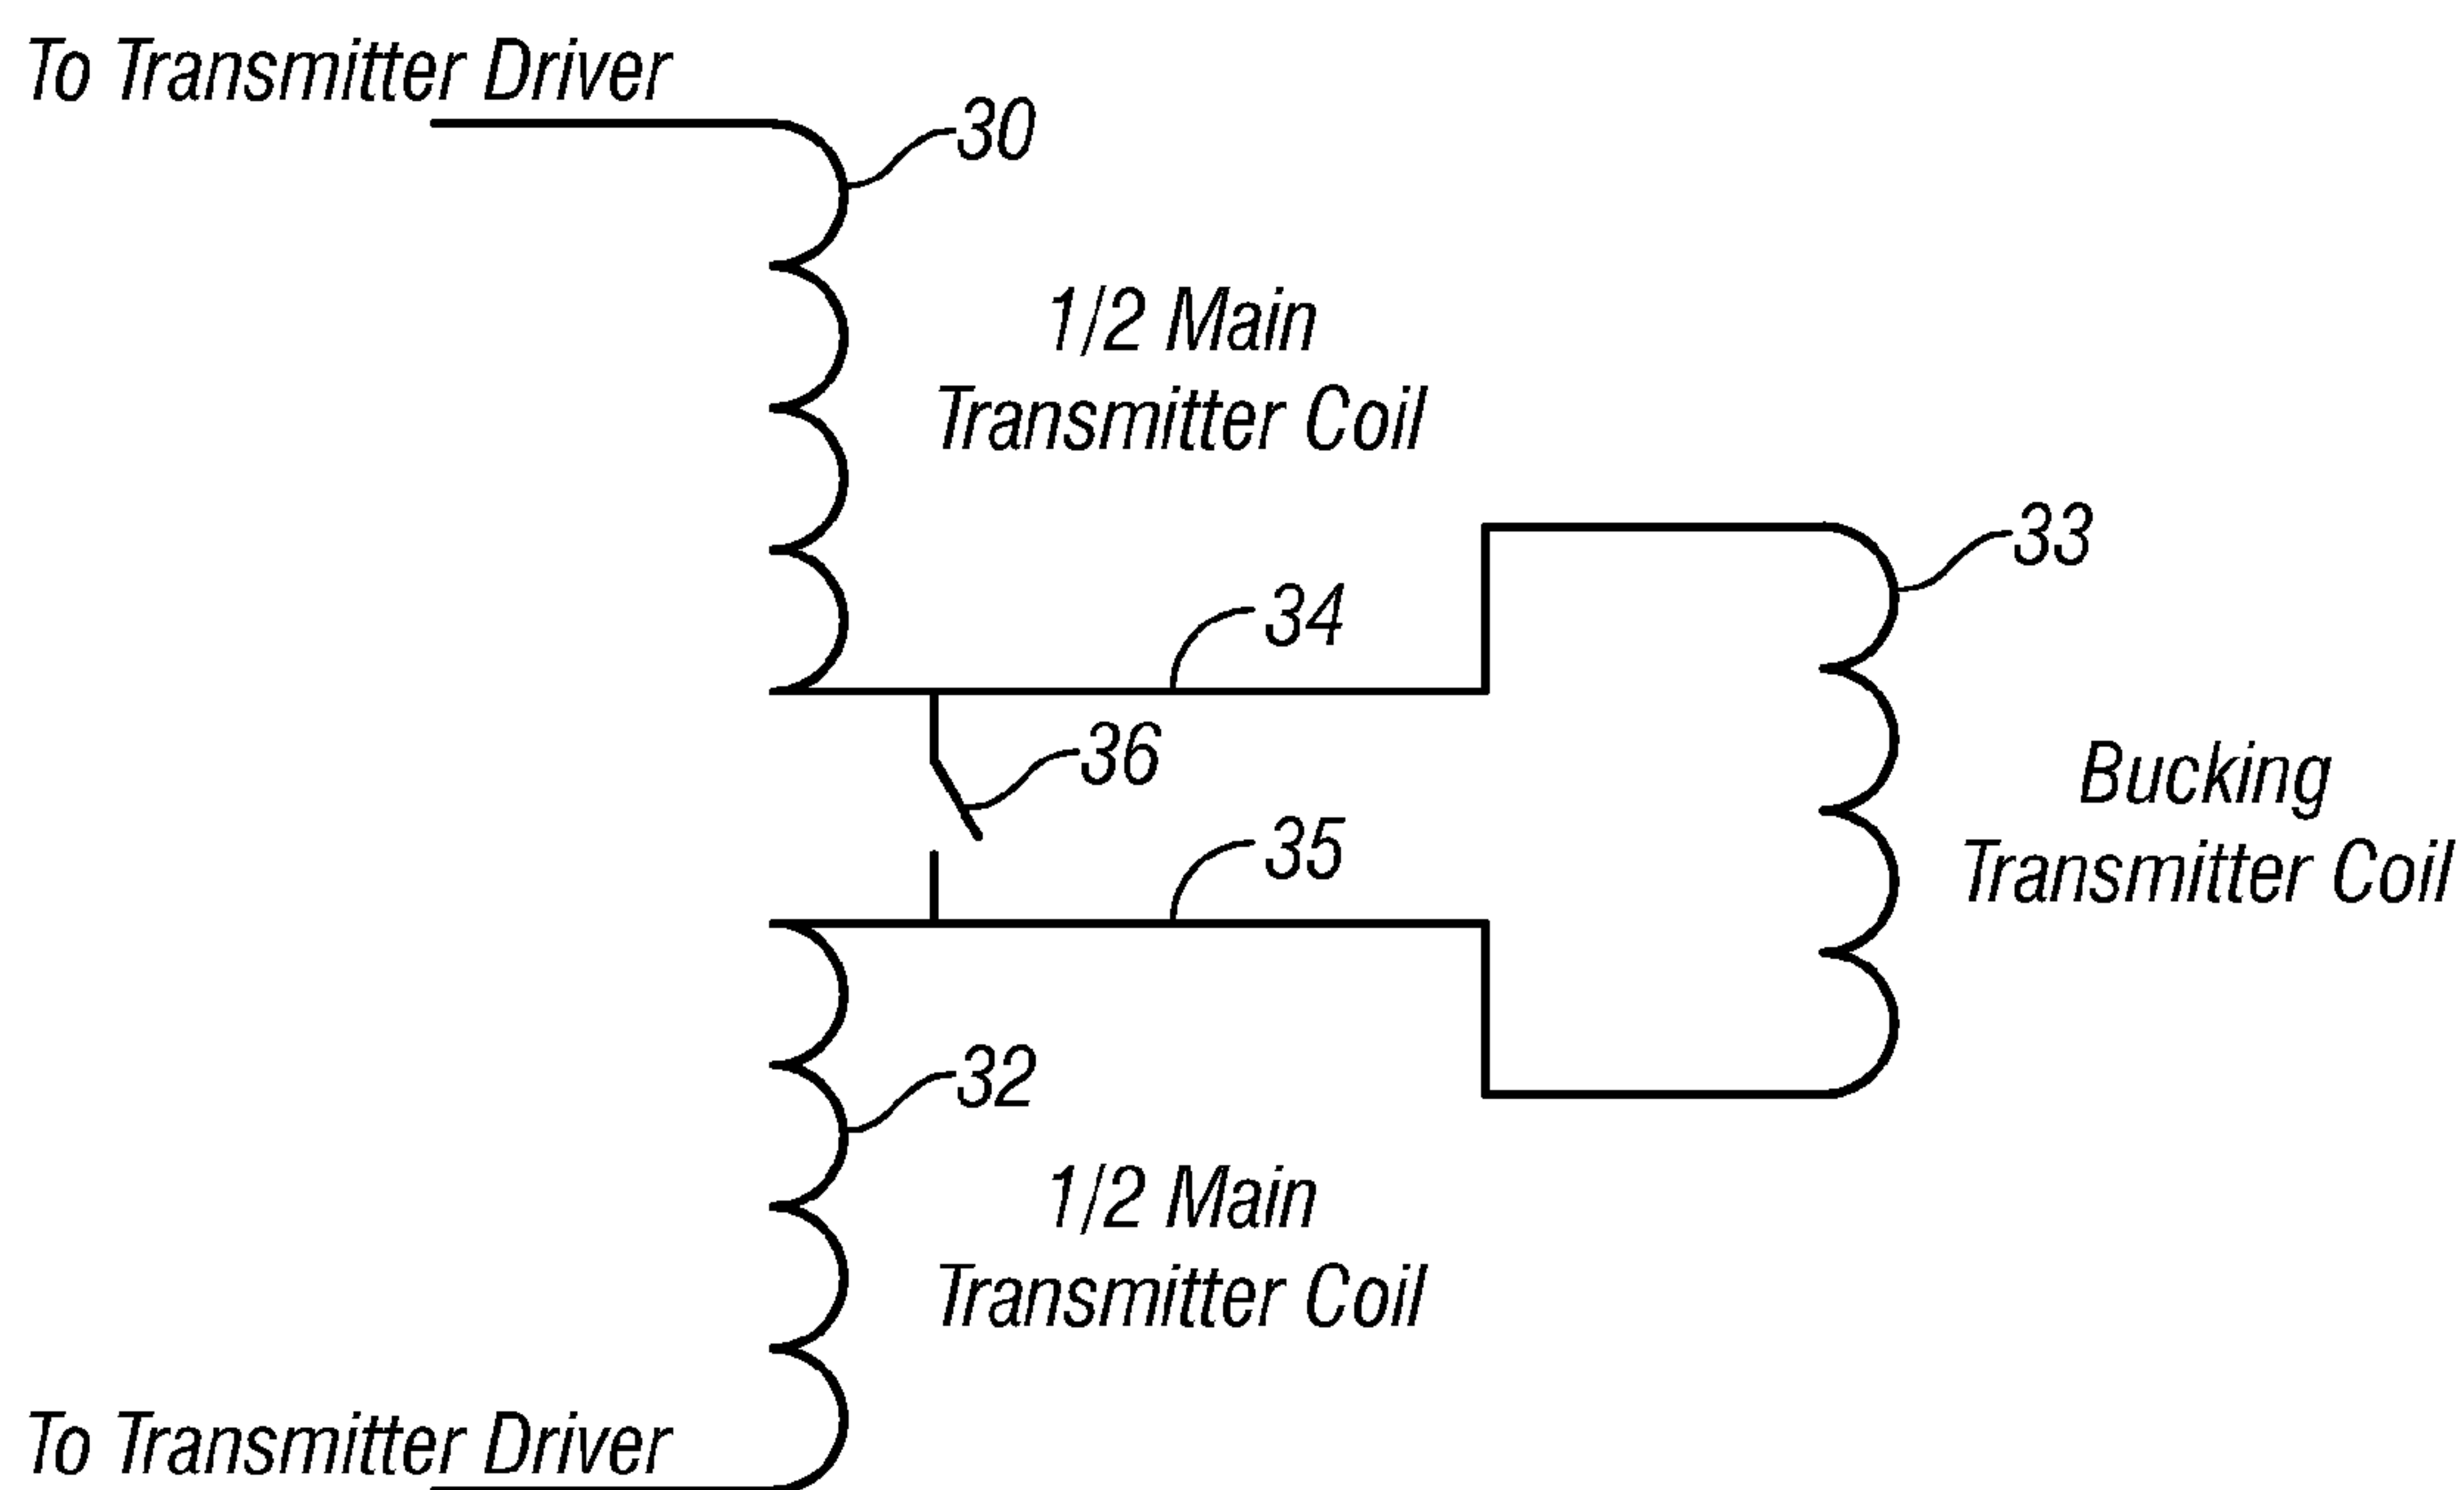 To Transmitter Driver
30
1/2 Main
Transmitter Coil
33
34
36
Bucking
Transmitter Coil
35
32
1/2 Main
Transmitter Coil
To Transmitter Driver